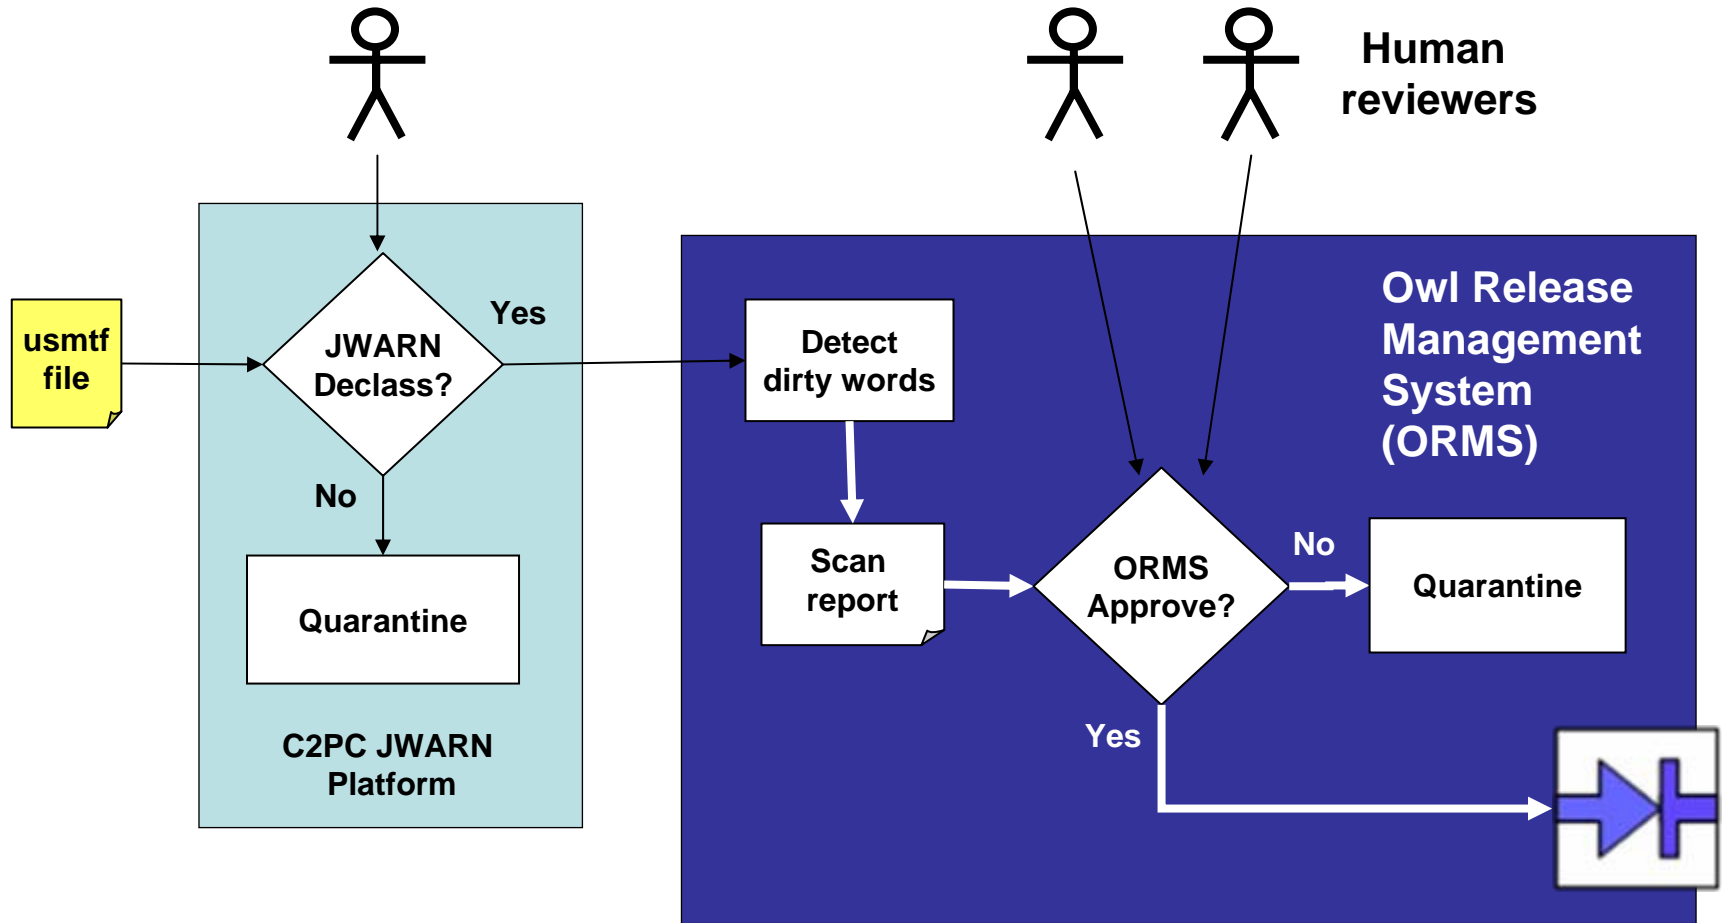 Human
reviewers
usmtf
file
JWARN
Declass?
Yes
No
Quarantine
C2PC JWARN
Platform
Detect
dirty words
Scan
report
ORMS
Approve?
No
Quarantine
Yes
Owl Release
Management
System
(ORMS)